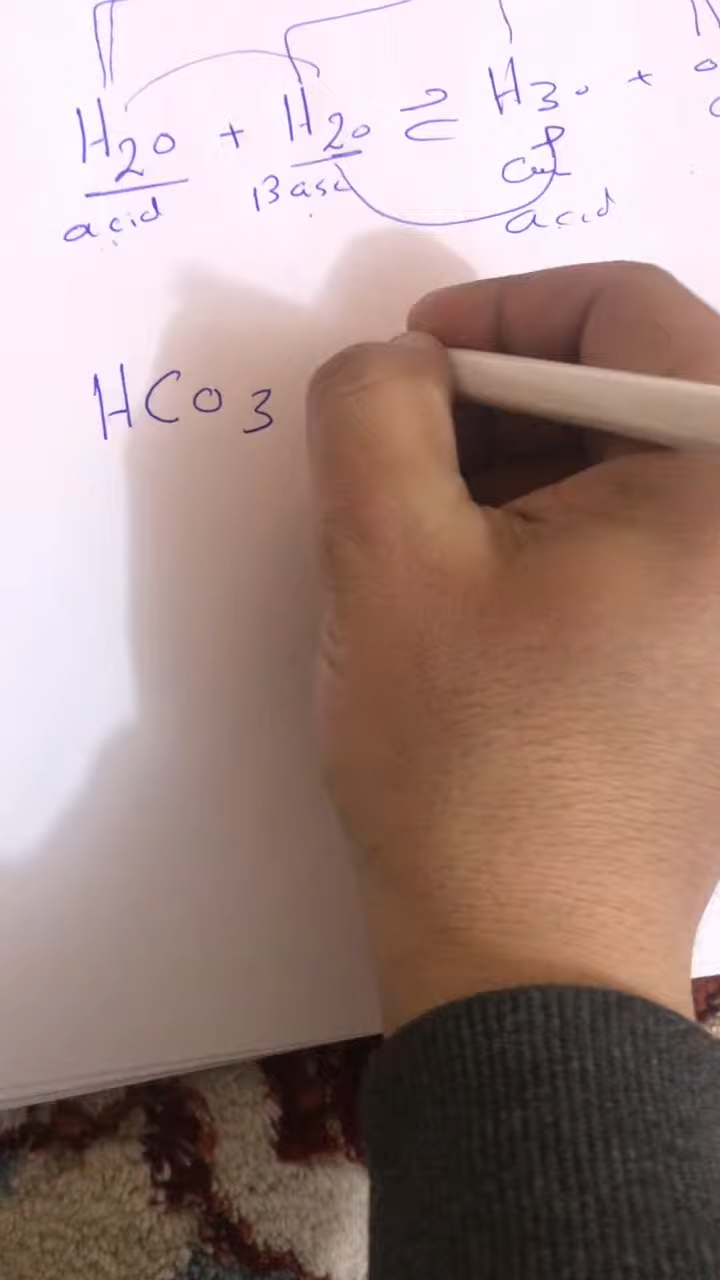 H2O + H2O ⇌ H3O +
acid Base
acid
HCO3